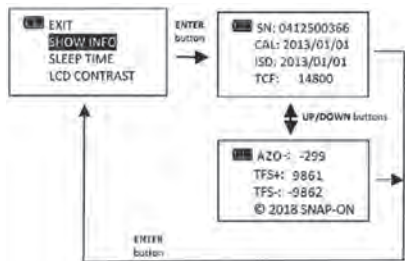 EXIT
SHOW INFO
SLEEP TIME
LCD CONTRAST
ENTER
button
SN: 0412500366
CAL: 2013/01/01
ISD: 2013/01/01
TCF: 14800
UP/DOWN buttons
AZO-: -299
TFS+: 9861
TFS-: -9862
© 2018 SNAP-ON
ENTER
button